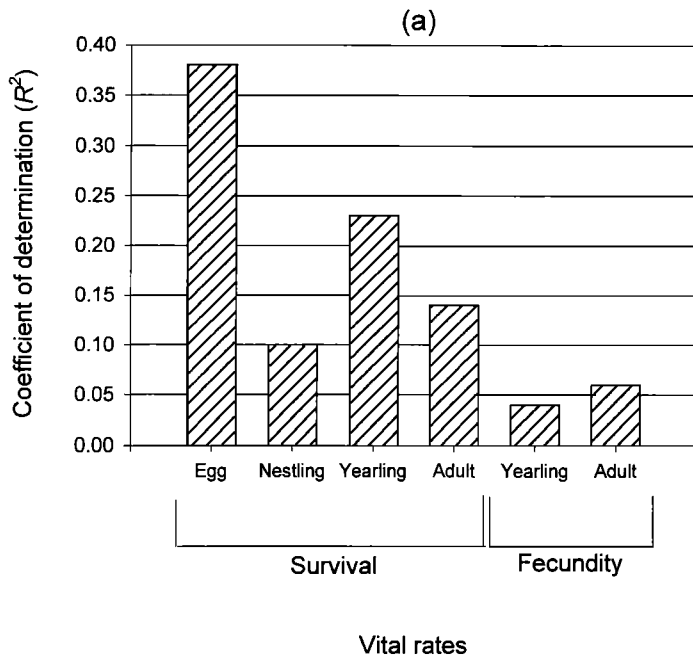 (a)
Coefficient of determination (R²)
0.40
0.35
0.30
0.25
0.20
0.15
0.10
0.05
0.00
Egg Nestling Yearling Adult Yearling Adult
Survival Fecundity
Vital rates